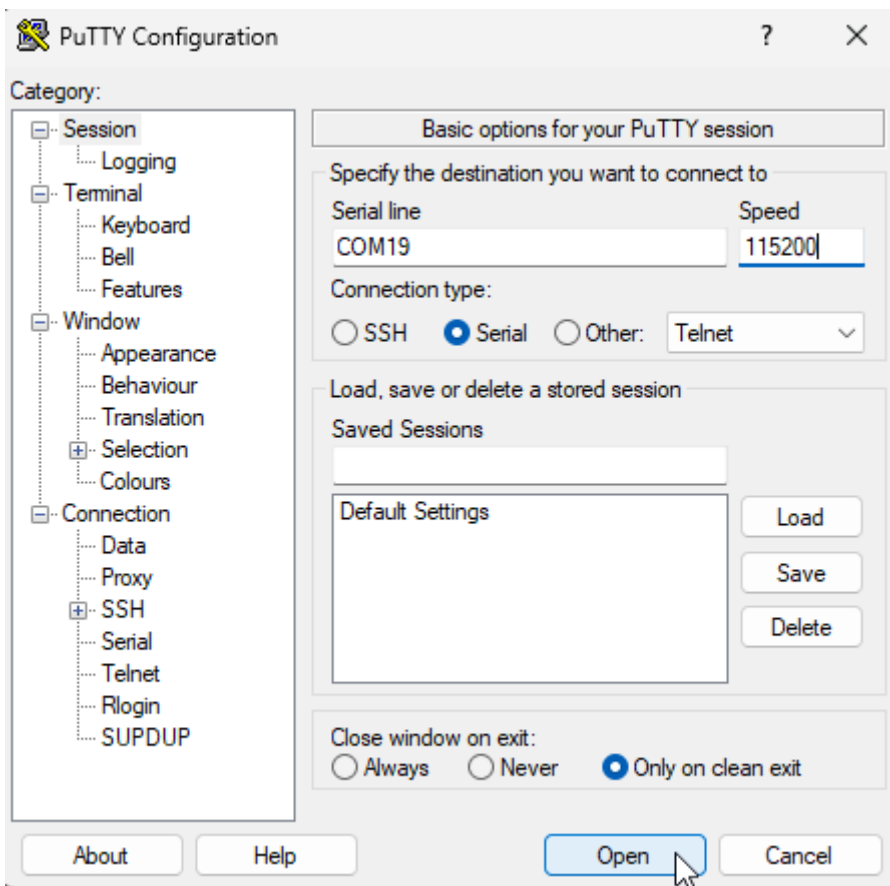 PuTTY Configuration
?
Category:
Session
Logging
Terminal
Keyboard
Bell
Features
Window
Appearance
Behaviour
Translation
Selection
Colours
Connection
Data
Proxy
SSH
Serial
Telnet
Rlogin
SUPDUP
Basic options for your PuTTY session
Specify the destination you want to connect to
Serial line Speed
COM19 115200
Connection type:
SSH Serial Other: Telnet
Load, save or delete a stored session
Saved Sessions
Default Settings
Load
Save
Delete
Close window on exit:
Always Never Only on clean exit
About Help Open Cancel